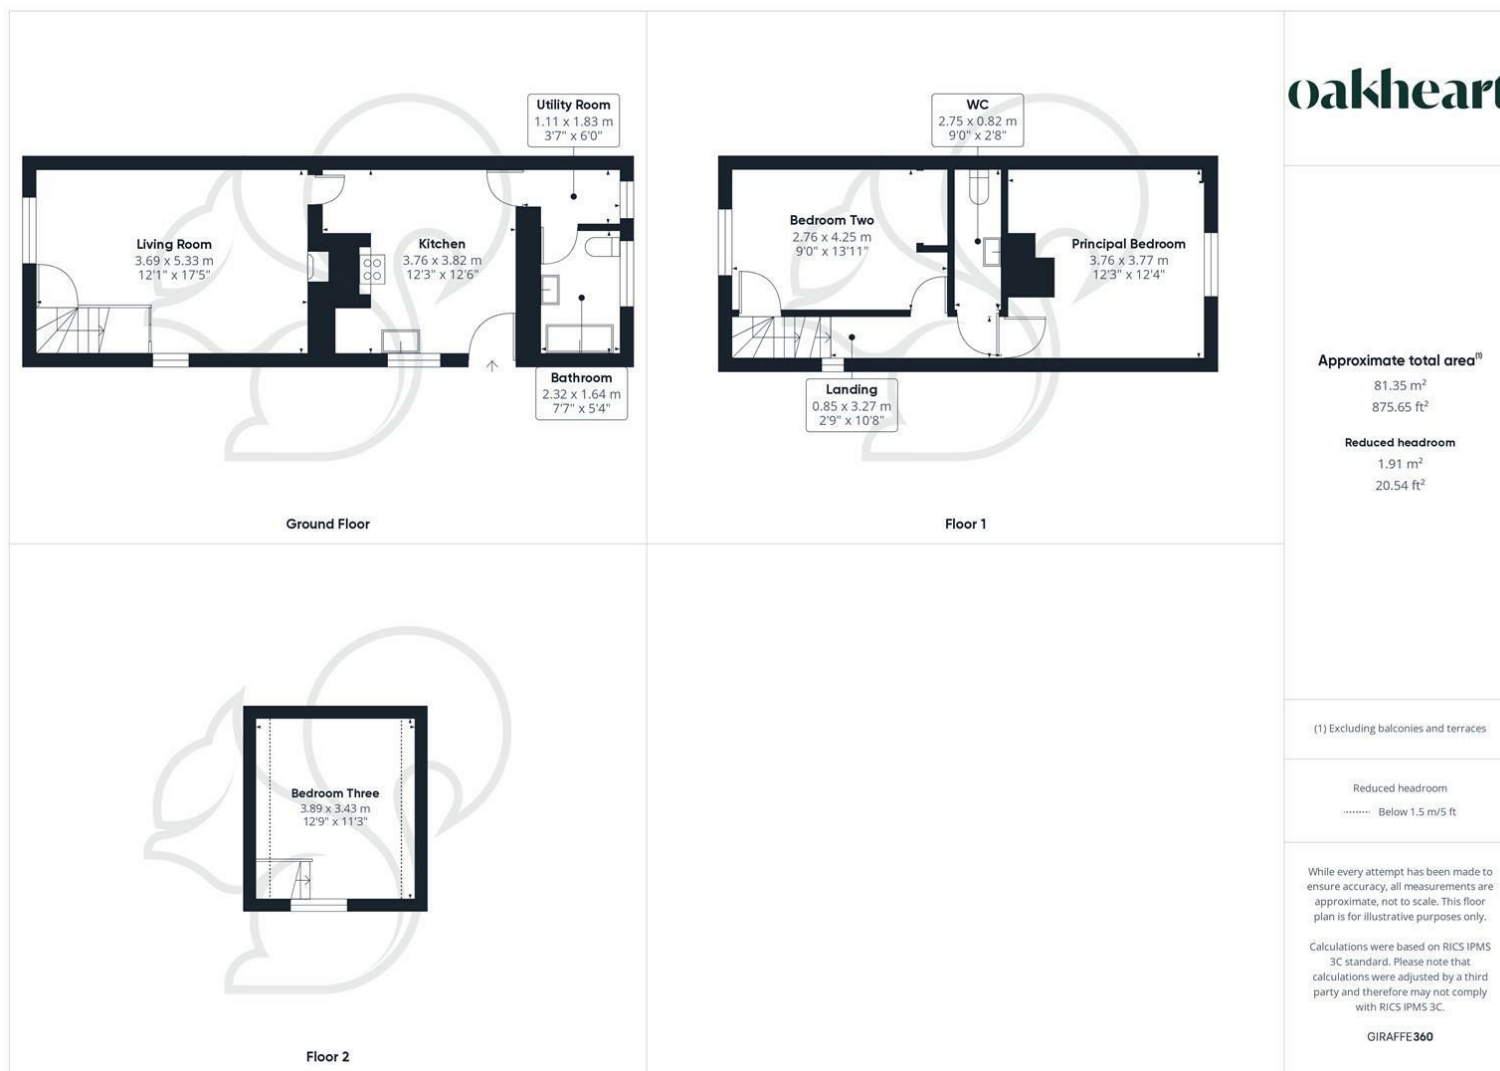 Utility Room
1.11 x 1.83 m
3'7" x 6'0"
Living Room
3.69 x 5.33 m
12'1" x 17'5"
Kitchen
3.76 x 3.82 m
12'3" x 12'6"
Bathroom
2.32 x 1.64 m
7'7" x 5'4"
Ground Floor
WC
2.75 x 0.82 m
9'0" x 2'8"
Bedroom Two
2.76 x 4.25 m
9'0" x 13'11"
Principal Bedroom
3.76 x 3.77 m
12'3" x 12'4"
Landing
0.85 x 3.27 m
2'9" x 10'8"
Floor 1
Bedroom Three
3.89 x 3.43 m
12'9" x 11'3"
Floor 2
oakheart
Approximate total area(1)
81.35 m²
875.65 ft²
Reduced headroom
1.91 m²
20.54 ft²
(1) Excluding balconies and terraces
Reduced headroom
Below 1.5 m/5 ft
While every attempt has been made to
ensure accuracy, all measurements are
approximate, not to scale. This floor
plan is for illustrative purposes only.
Calculations were based on RICS IPMS
3C standard. Please note that
calculations were adjusted by a third
party and therefore may not comply
with RICS IPMS 3C.
GIRAFFE360